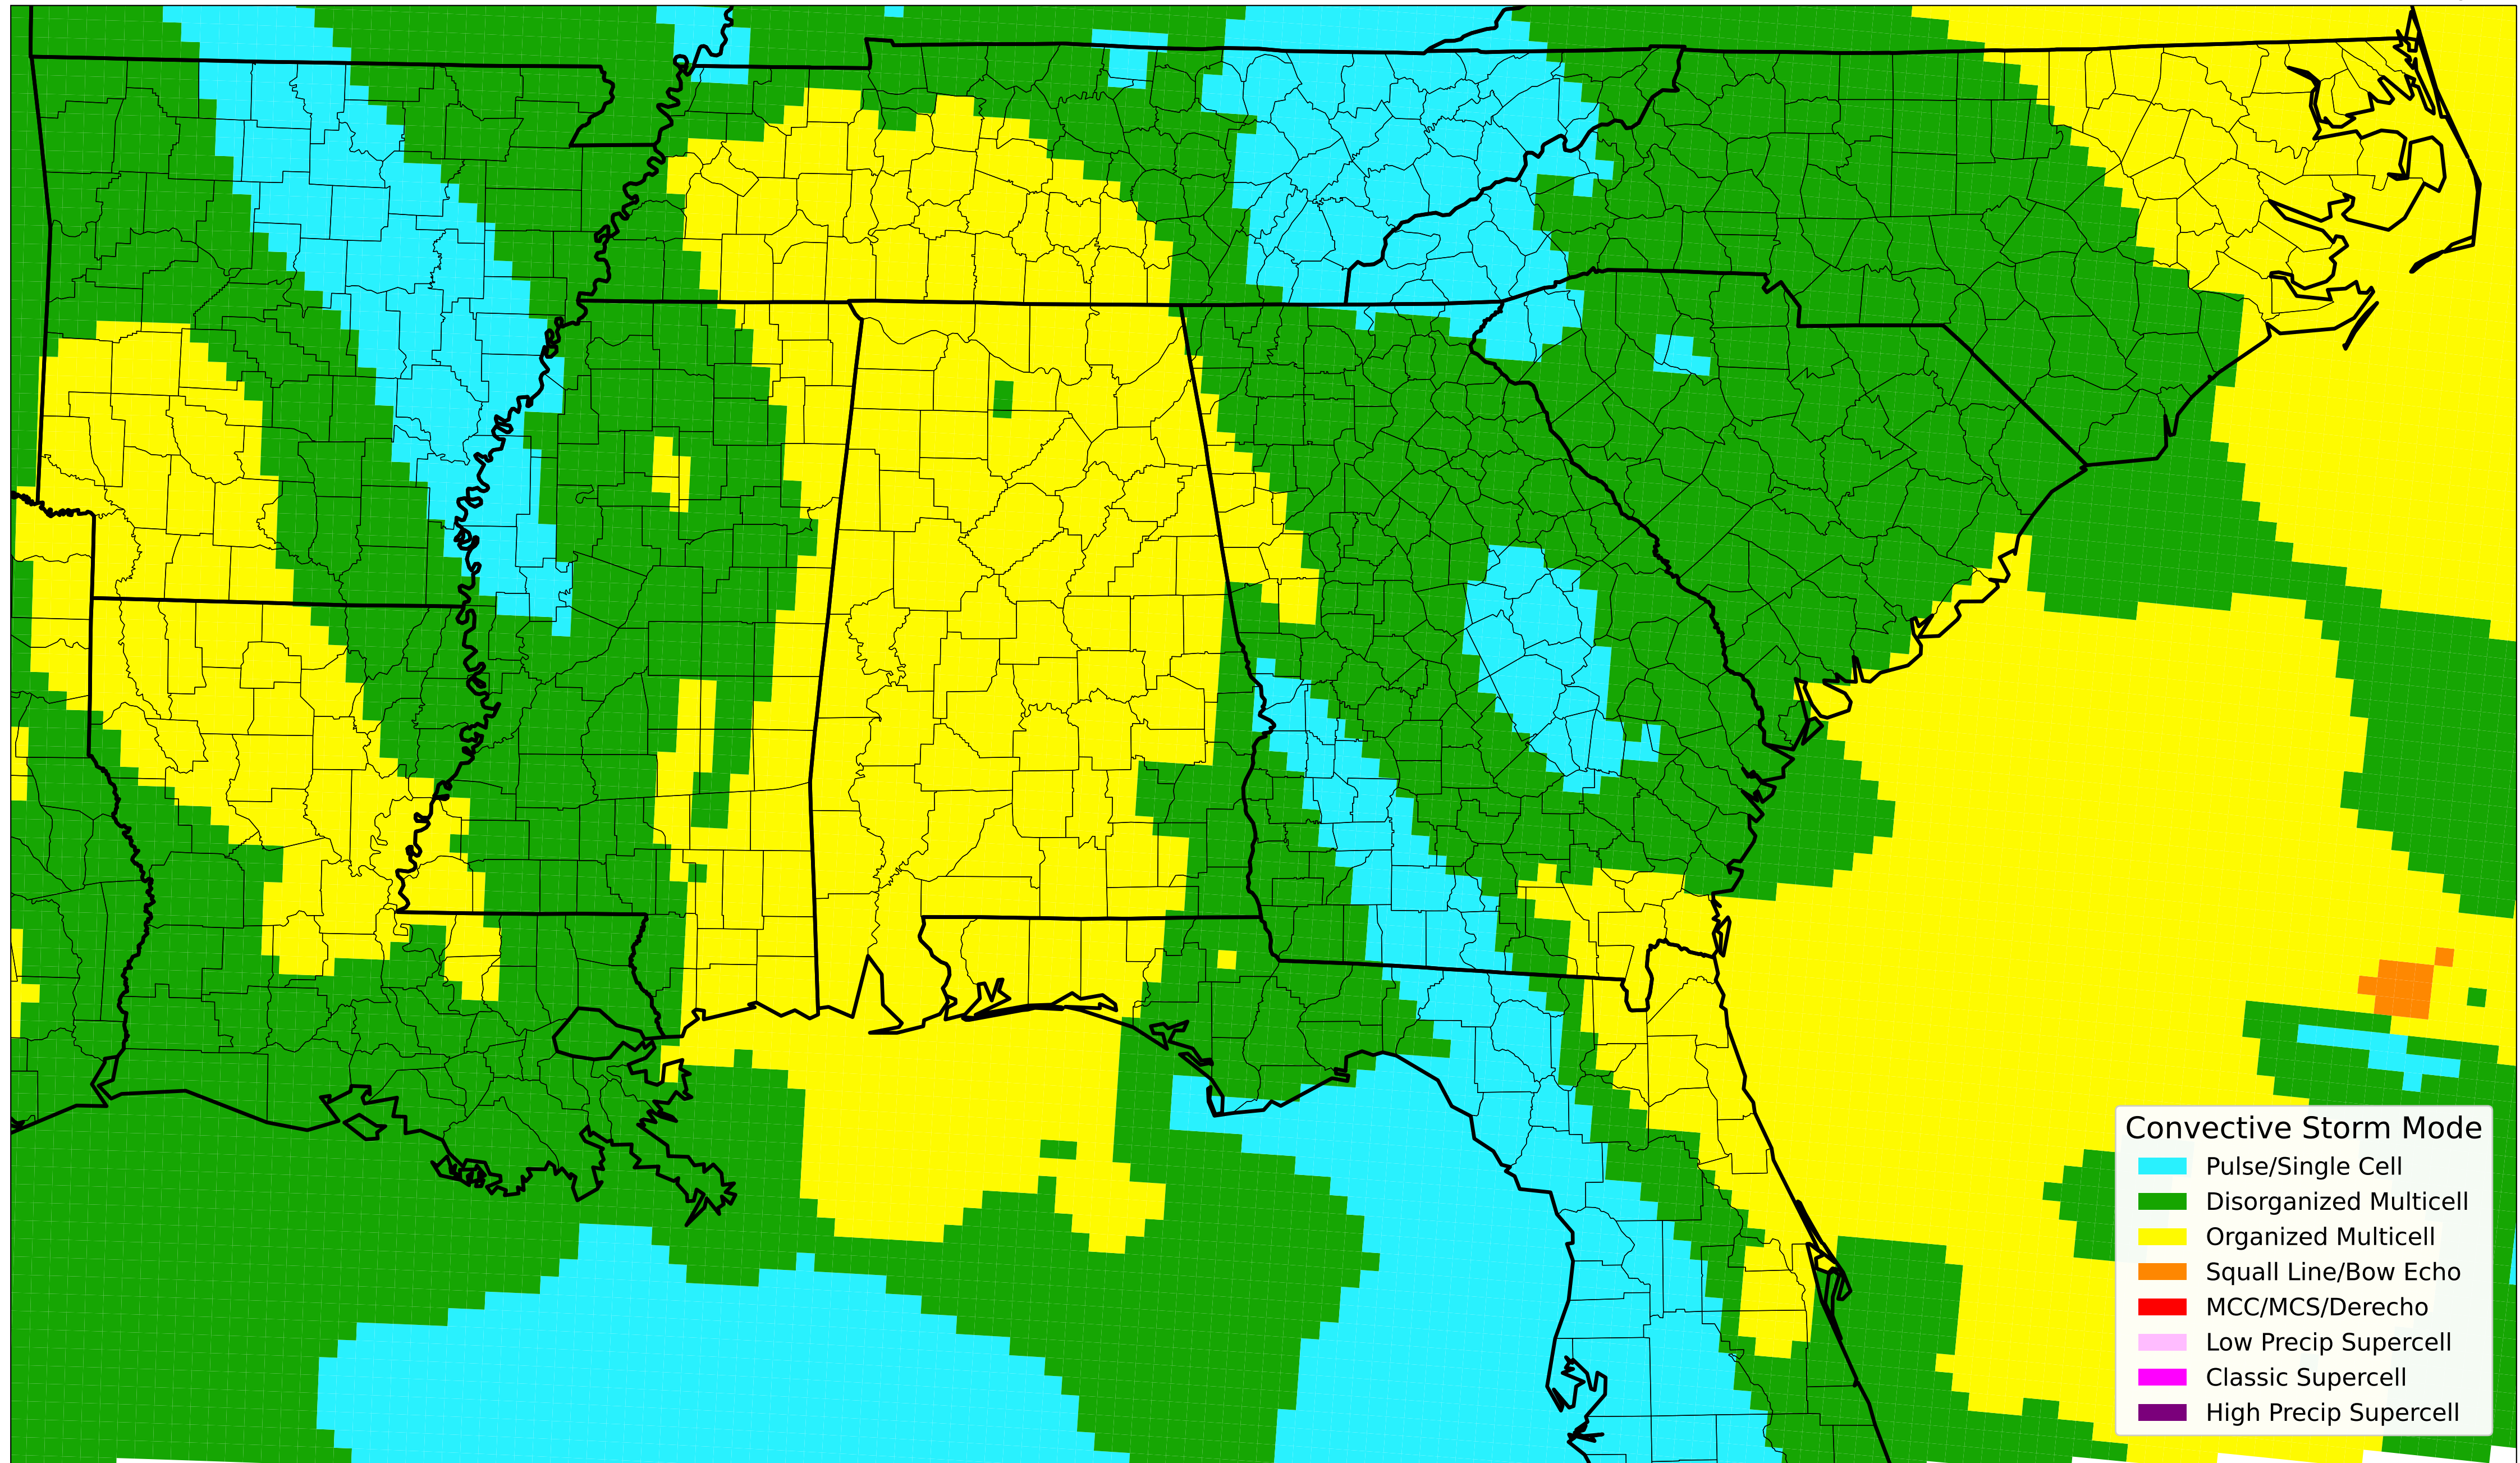 Convective Storm Mode
Pulse/Single Cell
Disorganized Multicell
Organized Multicell
Squall Line/Bow Echo
MCC/MCS/Derecho
Low Precip Supercell
Classic Supercell
High Precip Supercell